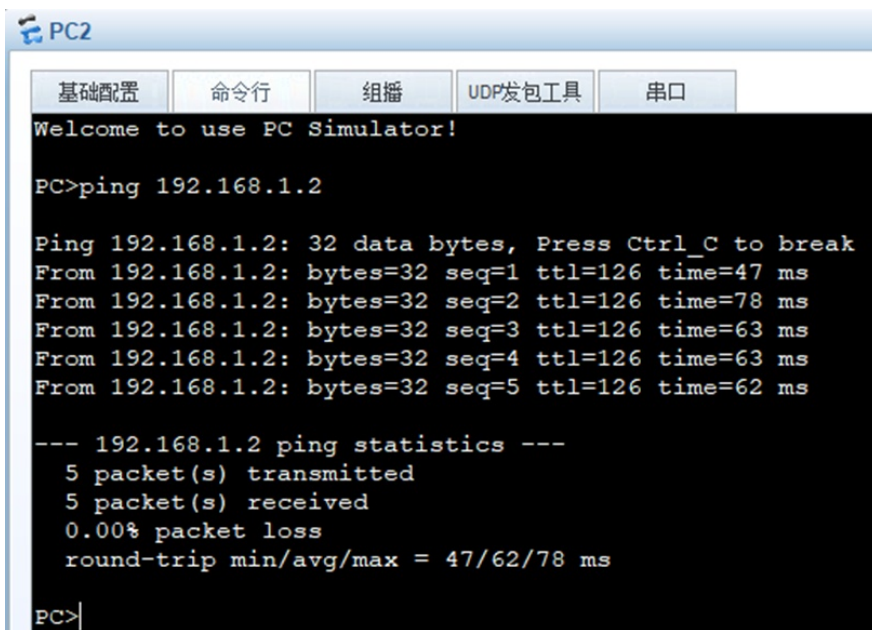 PC2
基础配置 命令行 组播 UDP发包工具 串口
Welcome to use PC Simulator!
PC>ping 192.168.1.2
Ping 192.168.1.2: 32 data bytes, Press Ctrl_C to break
From 192.168.1.2: bytes=32 seq=1 ttl=126 time=47 ms
From 192.168.1.2: bytes=32 seq=2 ttl=126 time=78 ms
From 192.168.1.2: bytes=32 seq=3 ttl=126 time=63 ms
From 192.168.1.2: bytes=32 seq=4 ttl=126 time=63 ms
From 192.168.1.2: bytes=32 seq=5 ttl=126 time=62 ms
--- 192.168.1.2 ping statistics ---
5 packet(s) transmitted
5 packet(s) received
0.00% packet loss
round-trip min/avg/max = 47/62/78 ms
PC>